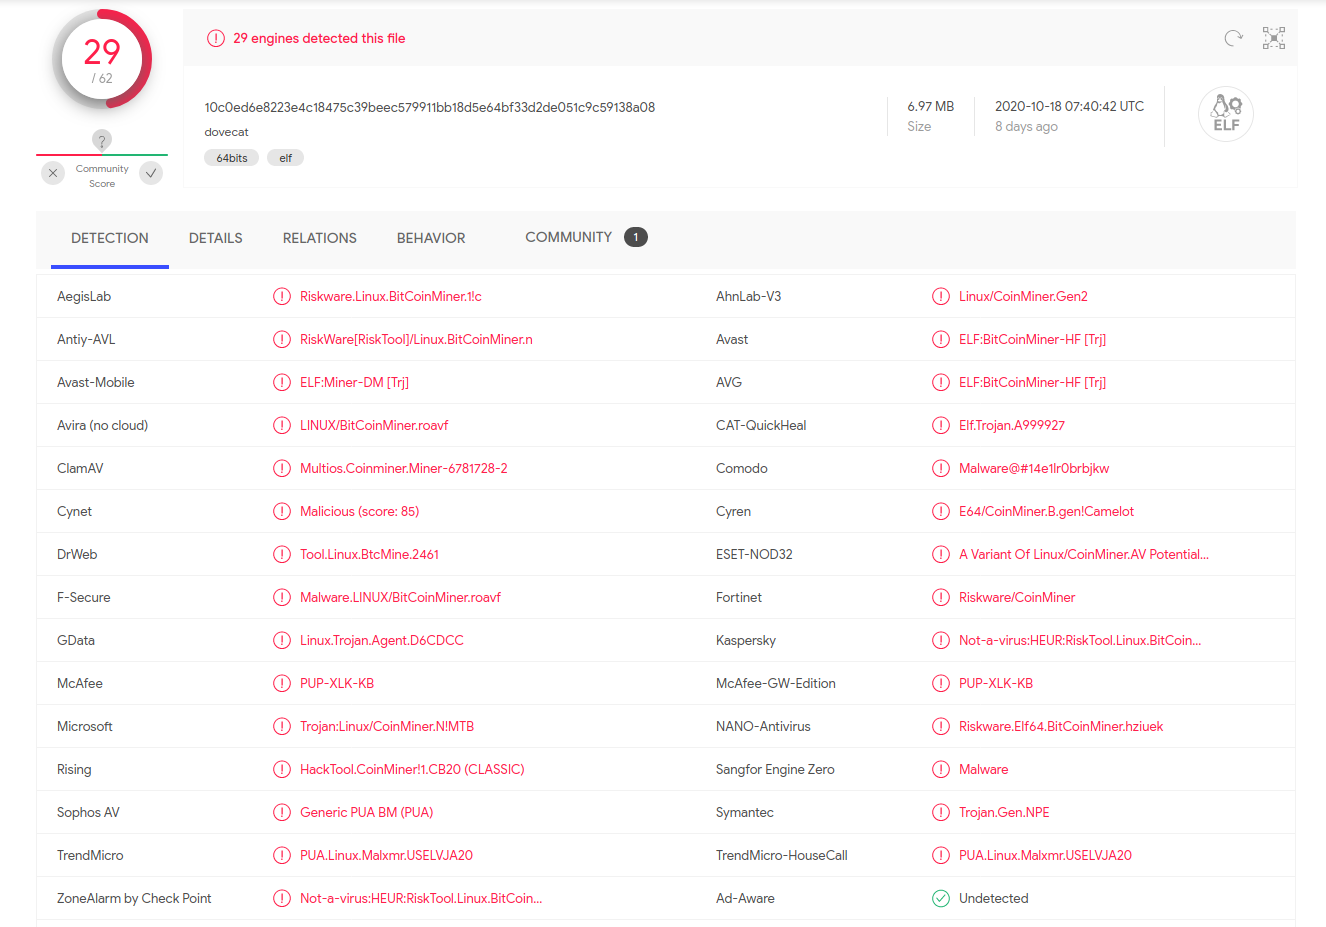 29
/ 62
?
Community
Score
29 engines detected this file
10c0ed6e8223e4c18475c39beec579911bb18d5e64bf33d2de051c9c59138a08
dovecat
64bits elf
6.97 MB
Size
2020-10-18 07:40:42 UTC
8 days ago
ELF
DETECTION DETAILS RELATIONS BEHAVIOR COMMUNITY 1
AegisLab Riskware.Linux.BitCoinMiner.1!c AhnLab-V3 Linux/CoinMiner.Gen2
Antiy-AVL RiskWare[RiskTool]/Linux.BitCoinMiner.n Avast ELF:BitCoinMiner-HF [Trj]
Avast-Mobile ELF:Miner-DM [Trj] AVG ELF:BitCoinMiner-HF [Trj]
Avira (no cloud) LINUX/BitCoinMiner.roavf CAT-QuickHeal Elf.Trojan.A999927
ClamAV Multios.Coinminer.Miner-6781728-2 Comodo Malware@#14e1lr0brbjkw
Cynet Malicious (score: 85) Cyren E64/CoinMiner.B.gen!Camelot
DrWeb Tool.Linux.BtcMine.2461 ESET-NOD32 A Variant Of Linux/CoinMiner.AV Potential...
F-Secure Malware.LINUX/BitCoinMiner.roavf Fortinet Riskware/CoinMiner
GData Linux.Trojan.Agent.D6CDCC Kaspersky Not-a-virus:HEUR:RiskTool.Linux.BitCoin...
McAfee PUP-XLK-KB McAfee-GW-Edition PUP-XLK-KB
Microsoft Trojan:Linux/CoinMiner.N!MTB NANO-Antivirus Riskware.Elf64.BitCoinMiner.hziuek
Rising HackTool.CoinMiner!1.CB20 (CLASSIC) Sangfor Engine Zero Malware
Sophos AV Generic PUA BM (PUA) Symantec Trojan.Gen.NPE
TrendMicro PUA.Linux.Malxmr.USELVJA20 TrendMicro-HouseCall PUA.Linux.Malxmr.USELVJA20
ZoneAlarm by Check Point Not-a-virus:HEUR:RiskTool.Linux.BitCoin... Ad-Aware Undetected